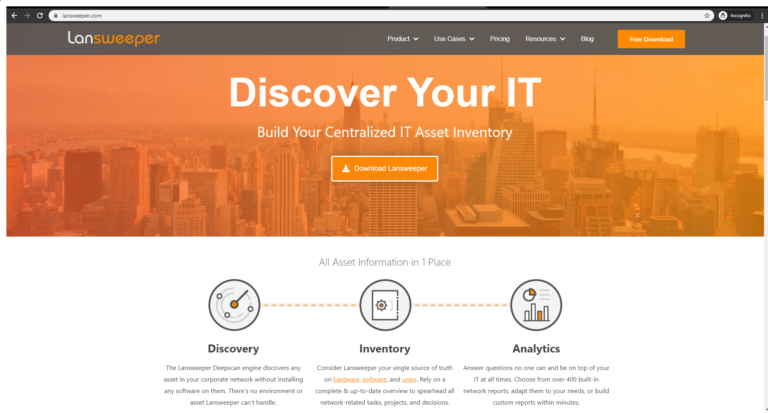 lansweeper.com
Incognito
Lansweeper
Product
Use Cases
Pricing
Resources
Blog
Free Download
Discover Your IT
Build Your Centralized IT Asset Inventory
Download Lansweeper
All Asset Information in 1 Place
Discovery
The Lansweeper Deepscan engine discovers any
asset in your corporate network without installing
any software on them. There's no environment or
asset Lansweeper can't handle.
Inventory
Consider Lansweeper your single source of truth
on hardware, software, and users. Rely on a
complete & up-to-date overview to spearhead all
network-related tasks, projects, and decisions.
Analytics
Answer questions no one can and be on top of your
IT at all times. Choose from over 400 built-in
network reports, adapt them to your needs, or build
custom reports within minutes.